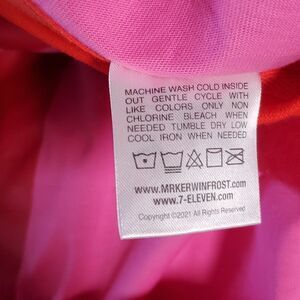 MACHINE WASH COLD INSIDE
OUT GENTLE CYCLE WITH
LIKE COLORS ONLY NON
CHLORINE BLEACH WHEN
NEEDED TUMBLE DRY LOW
COOL IRON WHEN NEEDED
WWW.MRKERWINFROST.COM
WWW.7-ELEVEN.COM
Copyright ©2021 All Rights Reserved